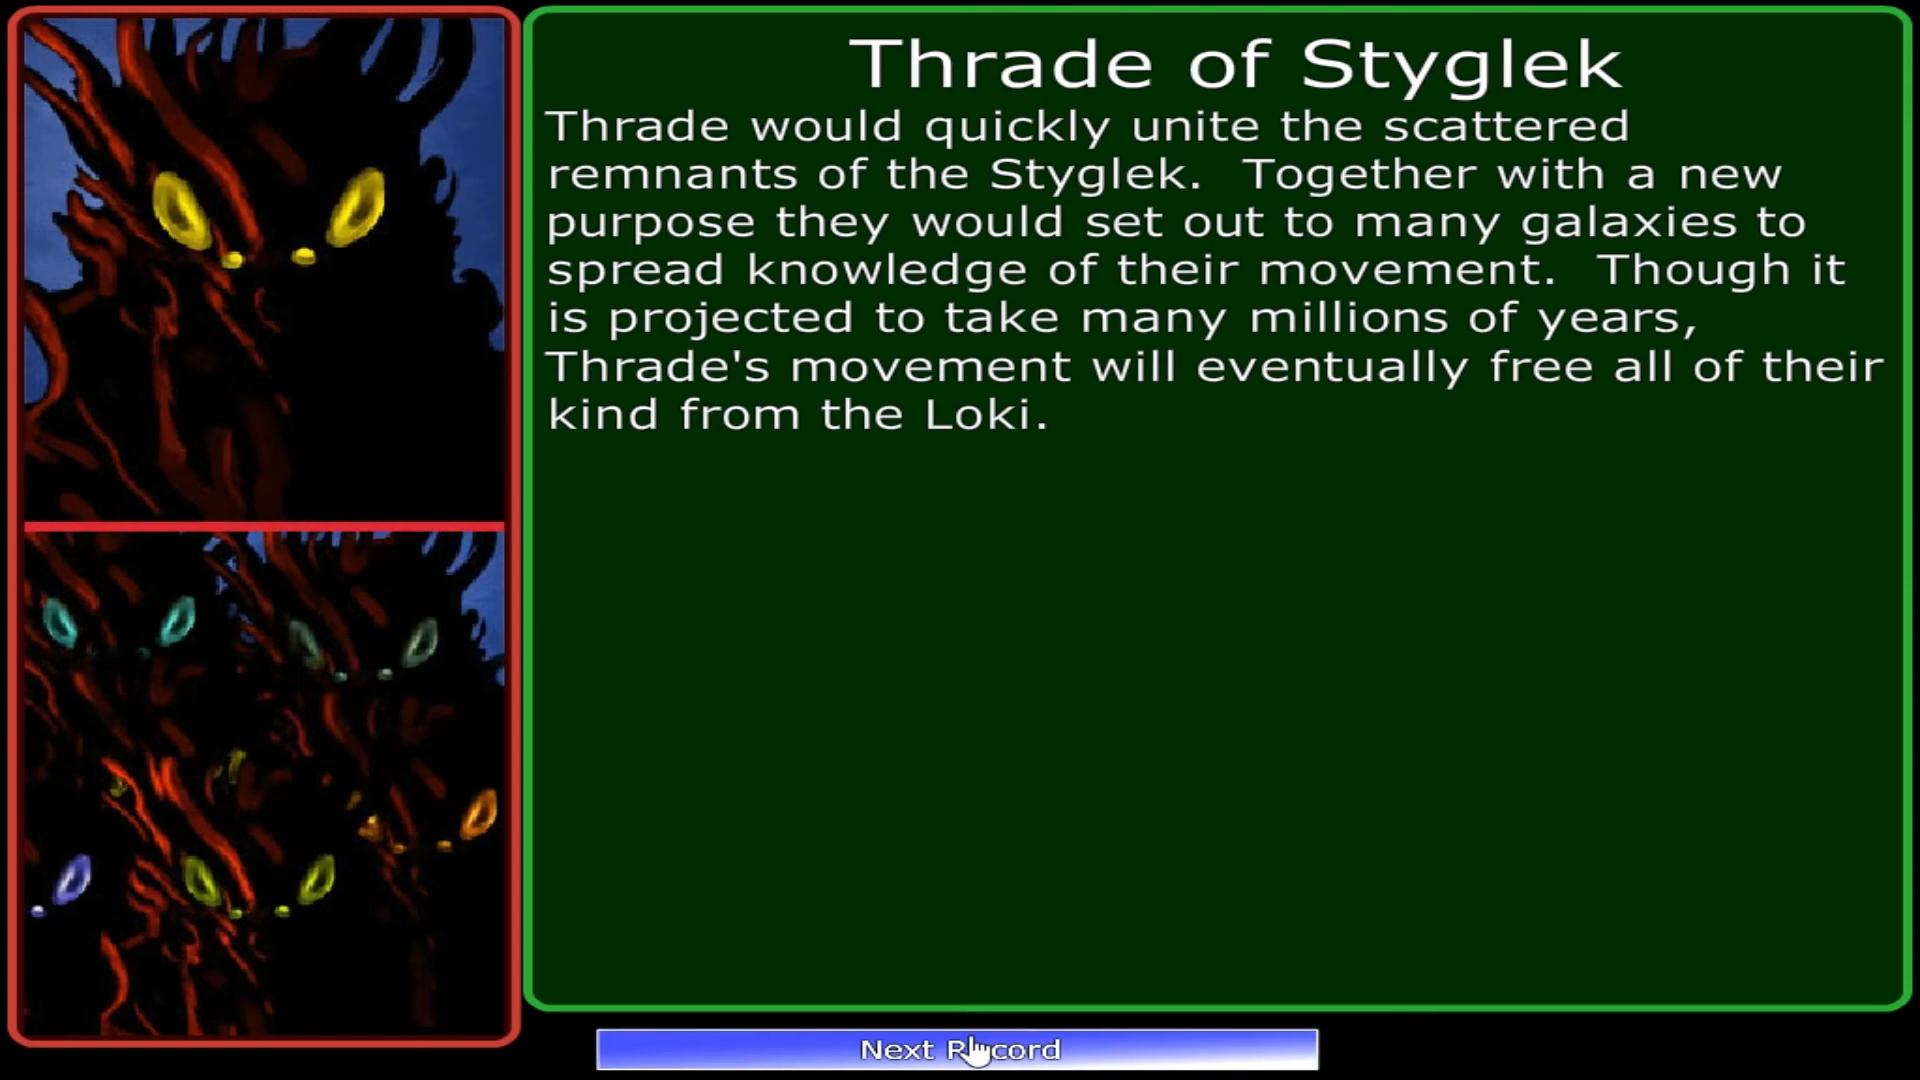 Thrade of Styglek
Thrade would quickly unite the scattered
remnants of the Styglek.  Together with a new
purpose they would set out to many galaxies to
spread knowledge of their movement.  Though it
is projected to take many millions of years,
Thrade's movement will eventually free all of their
kind from the Loki.
Next Record